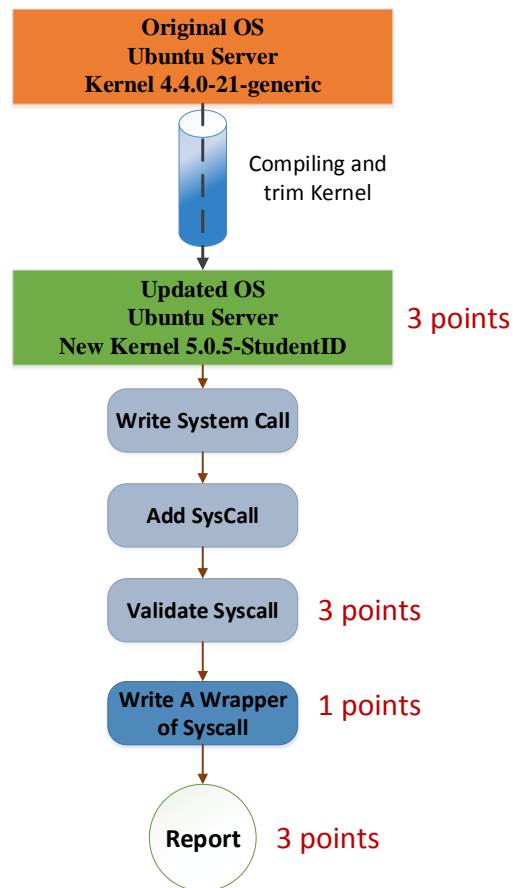 Original OS
Ubuntu Server
Kernel 4.4.0-21-generic
Compiling and
trim Kernel
Updated OS
Ubuntu Server
New Kernel 5.0.5-StudentID
3 points
Write System Call
Add SysCall
Validate Syscall
3 points
Write A Wrapper
of Syscall
1 points
Report
3 points